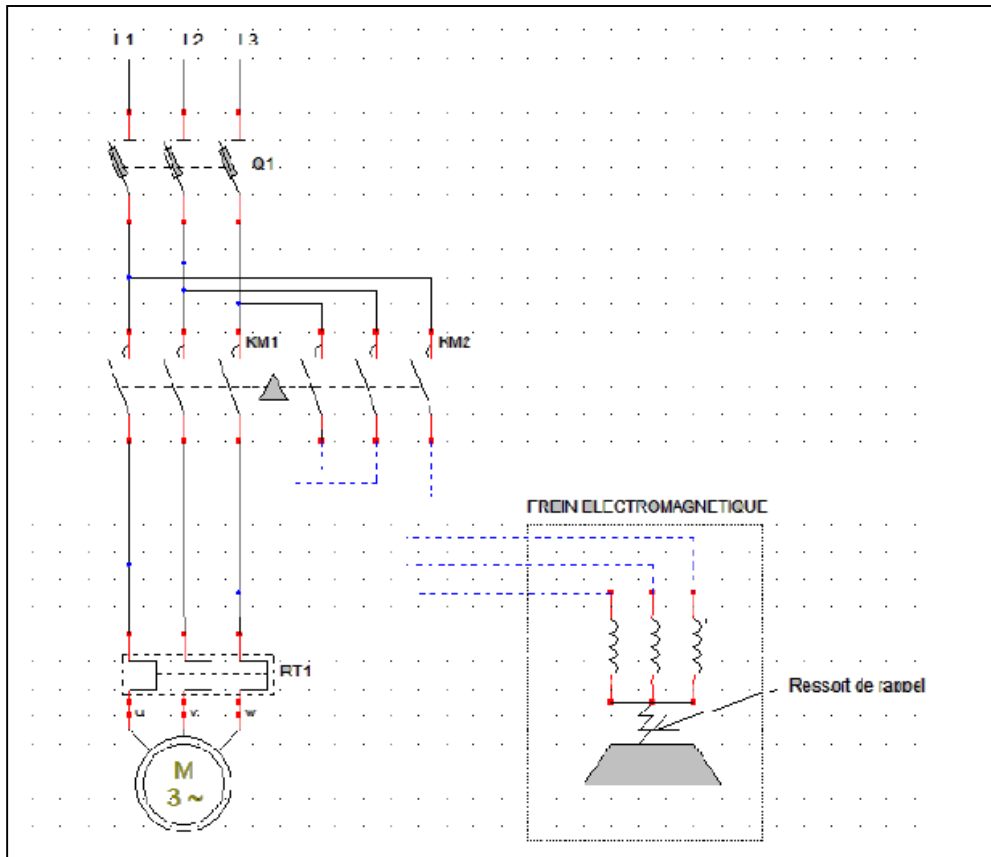 L1 L2 L3
Q1
KM1 KM2
FREIN ELECTROMAGNETIQUE
RT1
Ressort de rappel
u v w
M
3 ~